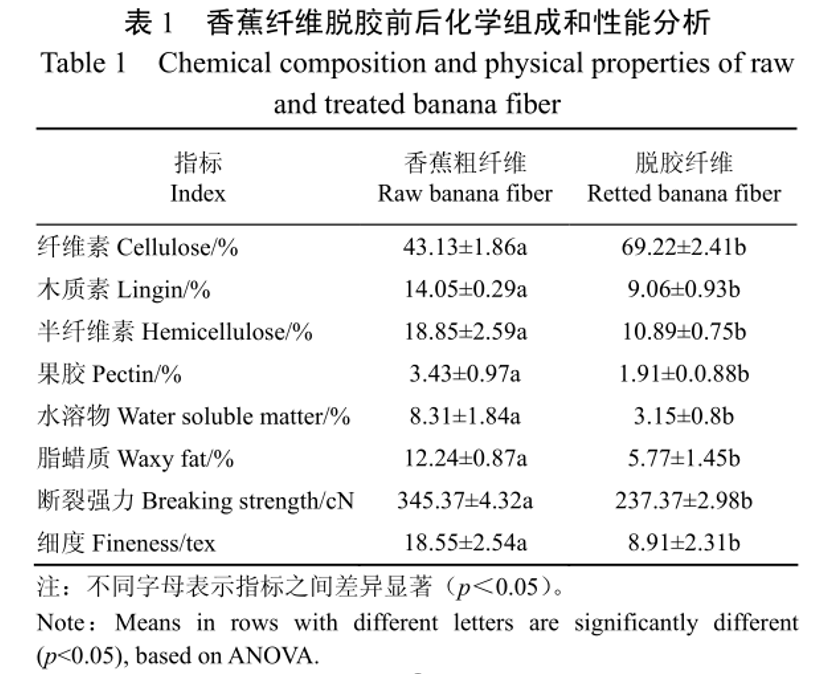 表 1 香蕉纤维脱胶前后化学组成和性能分析
Table 1 Chemical composition and physical properties of raw
and treated banana fiber
指标 香蕉粗纤维 脱胶纤维
Index Raw banana fiber Retted banana fiber
纤维素 Cellulose/% 43.13±1.86a 69.22±2.41b
木质素 Lingin/% 14.05±0.29a 9.06±0.93b
半纤维素 Hemicellulose/% 18.85±2.59a 10.89±0.75b
果胶 Pectin/% 3.43±0.97a 1.91±0.0.88b
水溶物 Water soluble matter/% 8.31±1.84a 3.15±0.8b
脂蜡质 Waxy fat/% 12.24±0.87a 5.77±1.45b
断裂强力 Breaking strength/cN 345.37±4.32a 237.37±2.98b
细度 Fineness/tex 18.55±2.54a 8.91±2.31b
注：不同字母表示指标之间差异显著（p＜0.05）。
Note：Means in rows with different letters are significantly different
(p<0.05), based on ANOVA.